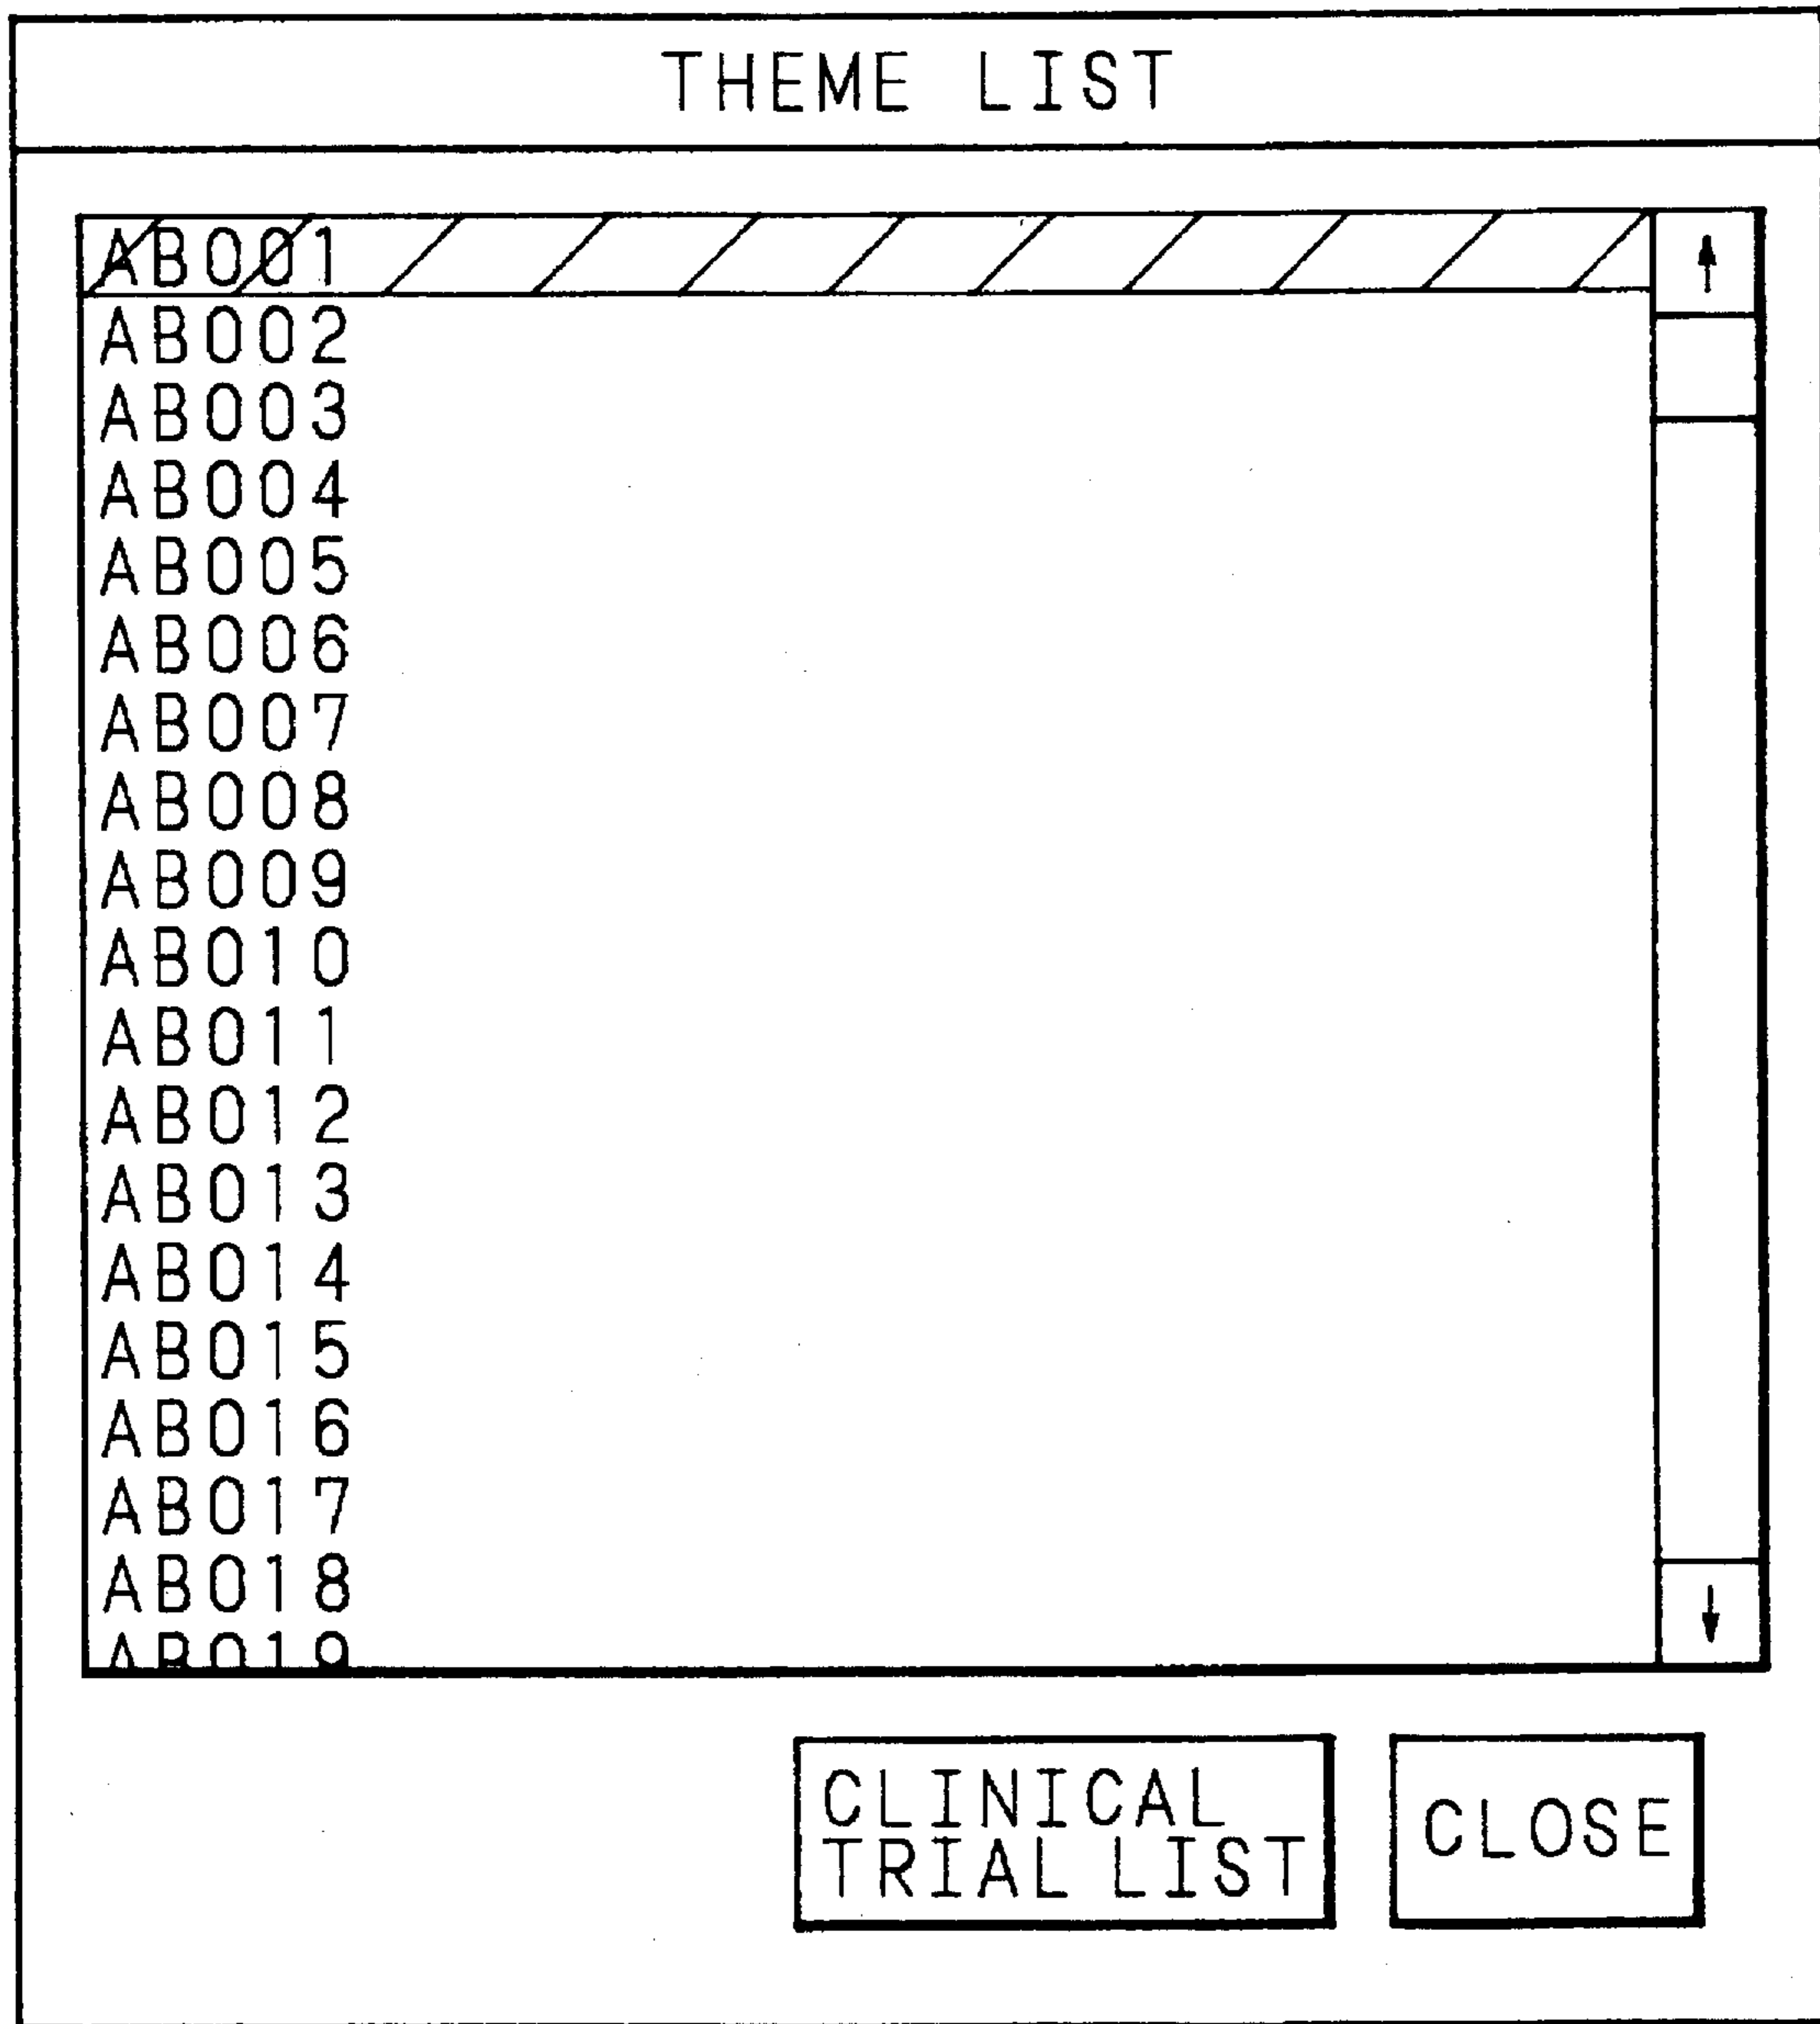 THEME LIST
AB001
AB002
AB003
AB004
AB005
AB006
AB007
AB008
AB009
AB010
AB011
AB012
AB013
AB014
AB015
AB016
AB017
AB018
CLINICAL
TRIAL LIST
CLOSE